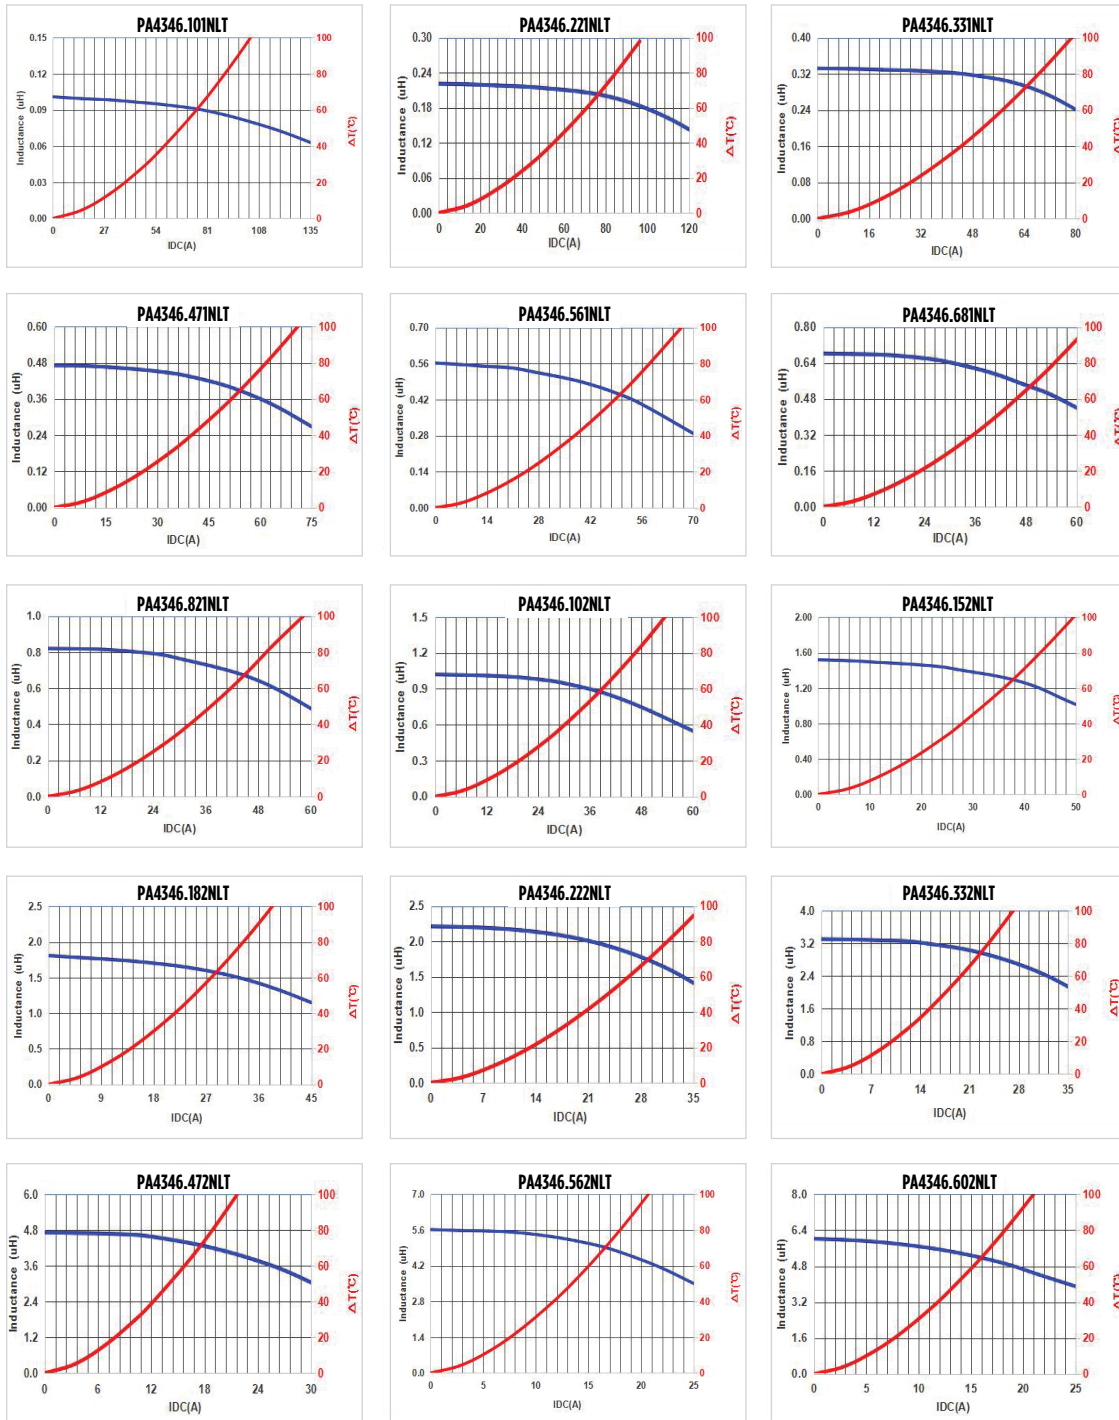 PA4346.101NLT
0.15 0.12 0.09 0.06 0.03 0.00
Inductance (uH)
100 80 60 40 20 0
△T(℃)
0 27 54 81 108 135
IDC(A)
PA4346.221NLT
0.30 0.24 0.18 0.12 0.06 0.00
Inductance (uH)
100 80 60 40 20 0
△T(℃)
0 20 40 60 80 100 120
IDC(A)
PA4346.331NLT
0.40 0.32 0.24 0.16 0.08 0.00
Inductance (uH)
100 80 60 40 20 0
△T(℃)
0 16 32 48 64 80
IDC(A)
PA4346.471NLT
0.60 0.48 0.36 0.24 0.12 0.00
Inductance (uH)
100 80 60 40 20 0
△T(℃)
0 15 30 45 60 75
IDC(A)
PA4346.561NLT
0.70 0.56 0.42 0.28 0.14 0.00
Inductance (uH)
100 80 60 40 20 0
△T(℃)
0 14 28 42 56 70
IDC(A)
PA4346.681NLT
0.80 0.64 0.48 0.32 0.16 0.00
Inductance (uH)
100 80 60 40 20 0
△T(℃)
0 12 24 36 48 60
IDC(A)
PA4346.821NLT
1.0 0.8 0.6 0.4 0.2 0.0
Inductance (uH)
100 80 60 40 20 0
△T(℃)
0 12 24 36 48 60
IDC(A)
PA4346.102NLT
1.5 1.2 0.9 0.6 0.3 0.0
Inductance (uH)
100 80 60 40 20 0
△T(℃)
0 12 24 36 48 60
IDC(A)
PA4346.152NLT
2.00 1.60 1.20 0.80 0.40 0.00
Inductance (uH)
100 80 60 40 20 0
△T(℃)
0 10 20 30 40 50
IDC(A)
PA4346.182NLT
2.5 2.0 1.5 1.0 0.5 0.0
Inductance (uH)
100 80 60 40 20 0
△T(℃)
0 9 18 27 36 45
IDC(A)
PA4346.222NLT
2.5 2.0 1.5 1.0 0.5 0.0
Inductance (uH)
100 80 60 40 20 0
△T(℃)
0 7 14 21 28 35
IDC(A)
PA4346.332NLT
4.0 3.2 2.4 1.6 0.8 0.0
Inductance (uH)
100 80 60 40 20 0
△T(℃)
0 7 14 21 28 35
IDC(A)
PA4346.472NLT
6.0 4.8 3.6 2.4 1.2 0.0
Inductance (uH)
100 80 60 40 20 0
△T(℃)
0 6 12 18 24 30
IDC(A)
PA4346.562NLT
7.0 5.6 4.2 2.8 1.4 0.0
Inductance (uH)
100 80 60 40 20 0
△T(℃)
0 5 10 15 20 25
IDC(A)
PA4346.602NLT
8.0 6.4 4.8 3.2 1.6 0.0
Inductance (uH)
100 80 60 40 20 0
△T(℃)
0 5 10 15 20 25
IDC(A)